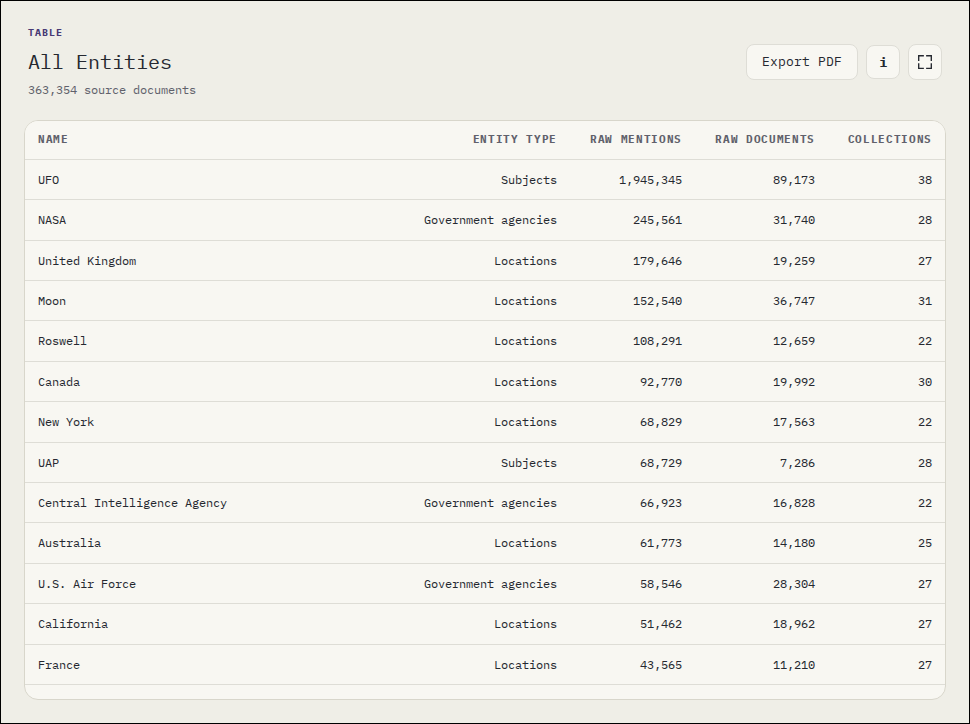 TABLE
All Entities
363,354 source documents
Export PDF
i
NAME ENTITY TYPE RAW MENTIONS RAW DOCUMENTS COLLECTIONS
UFO Subjects 1,945,345 89,173 38
NASA Government agencies 245,561 31,740 28
United Kingdom Locations 179,646 19,259 27
Moon Locations 152,540 36,747 31
Roswell Locations 108,291 12,659 22
Canada Locations 92,770 19,992 30
New York Locations 68,829 17,563 22
UAP Subjects 68,729 7,286 28
Central Intelligence Agency Government agencies 66,923 16,828 22
Australia Locations 61,773 14,180 25
U.S. Air Force Government agencies 58,546 28,304 27
California Locations 51,462 18,962 27
France Locations 43,565 11,210 27